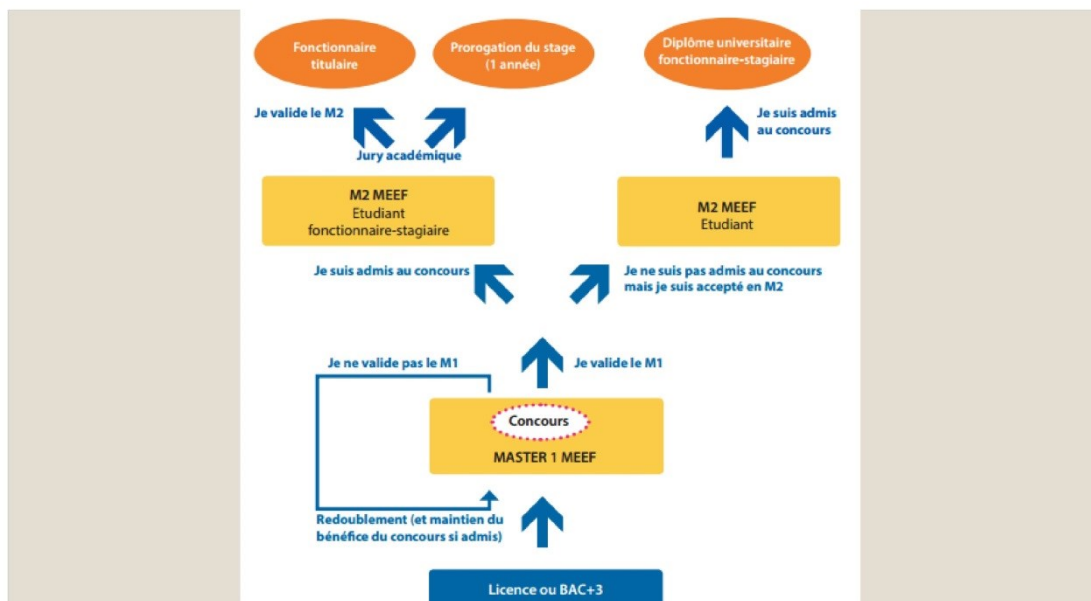 Fonctionnaire
titulaire
Prorogation du stage
(1 année)
Diplôme universitaire
fonctionnaire-stagiaire
Je valide le M2
Jury académique
Je suis admis
au concours
M2 MEEF
Etudiant
fonctionnaire-stagiaire
M2 MEEF
Etudiant
Je suis admis au concours
Je ne suis pas admis au concours
mais je suis accepté en M2
Je ne valide pas le M1
Je valide le M1
Concours
MASTER 1 MEEF
Redoublement (et maintien du
bénéfice du concours si admis)
Licence ou BAC+3